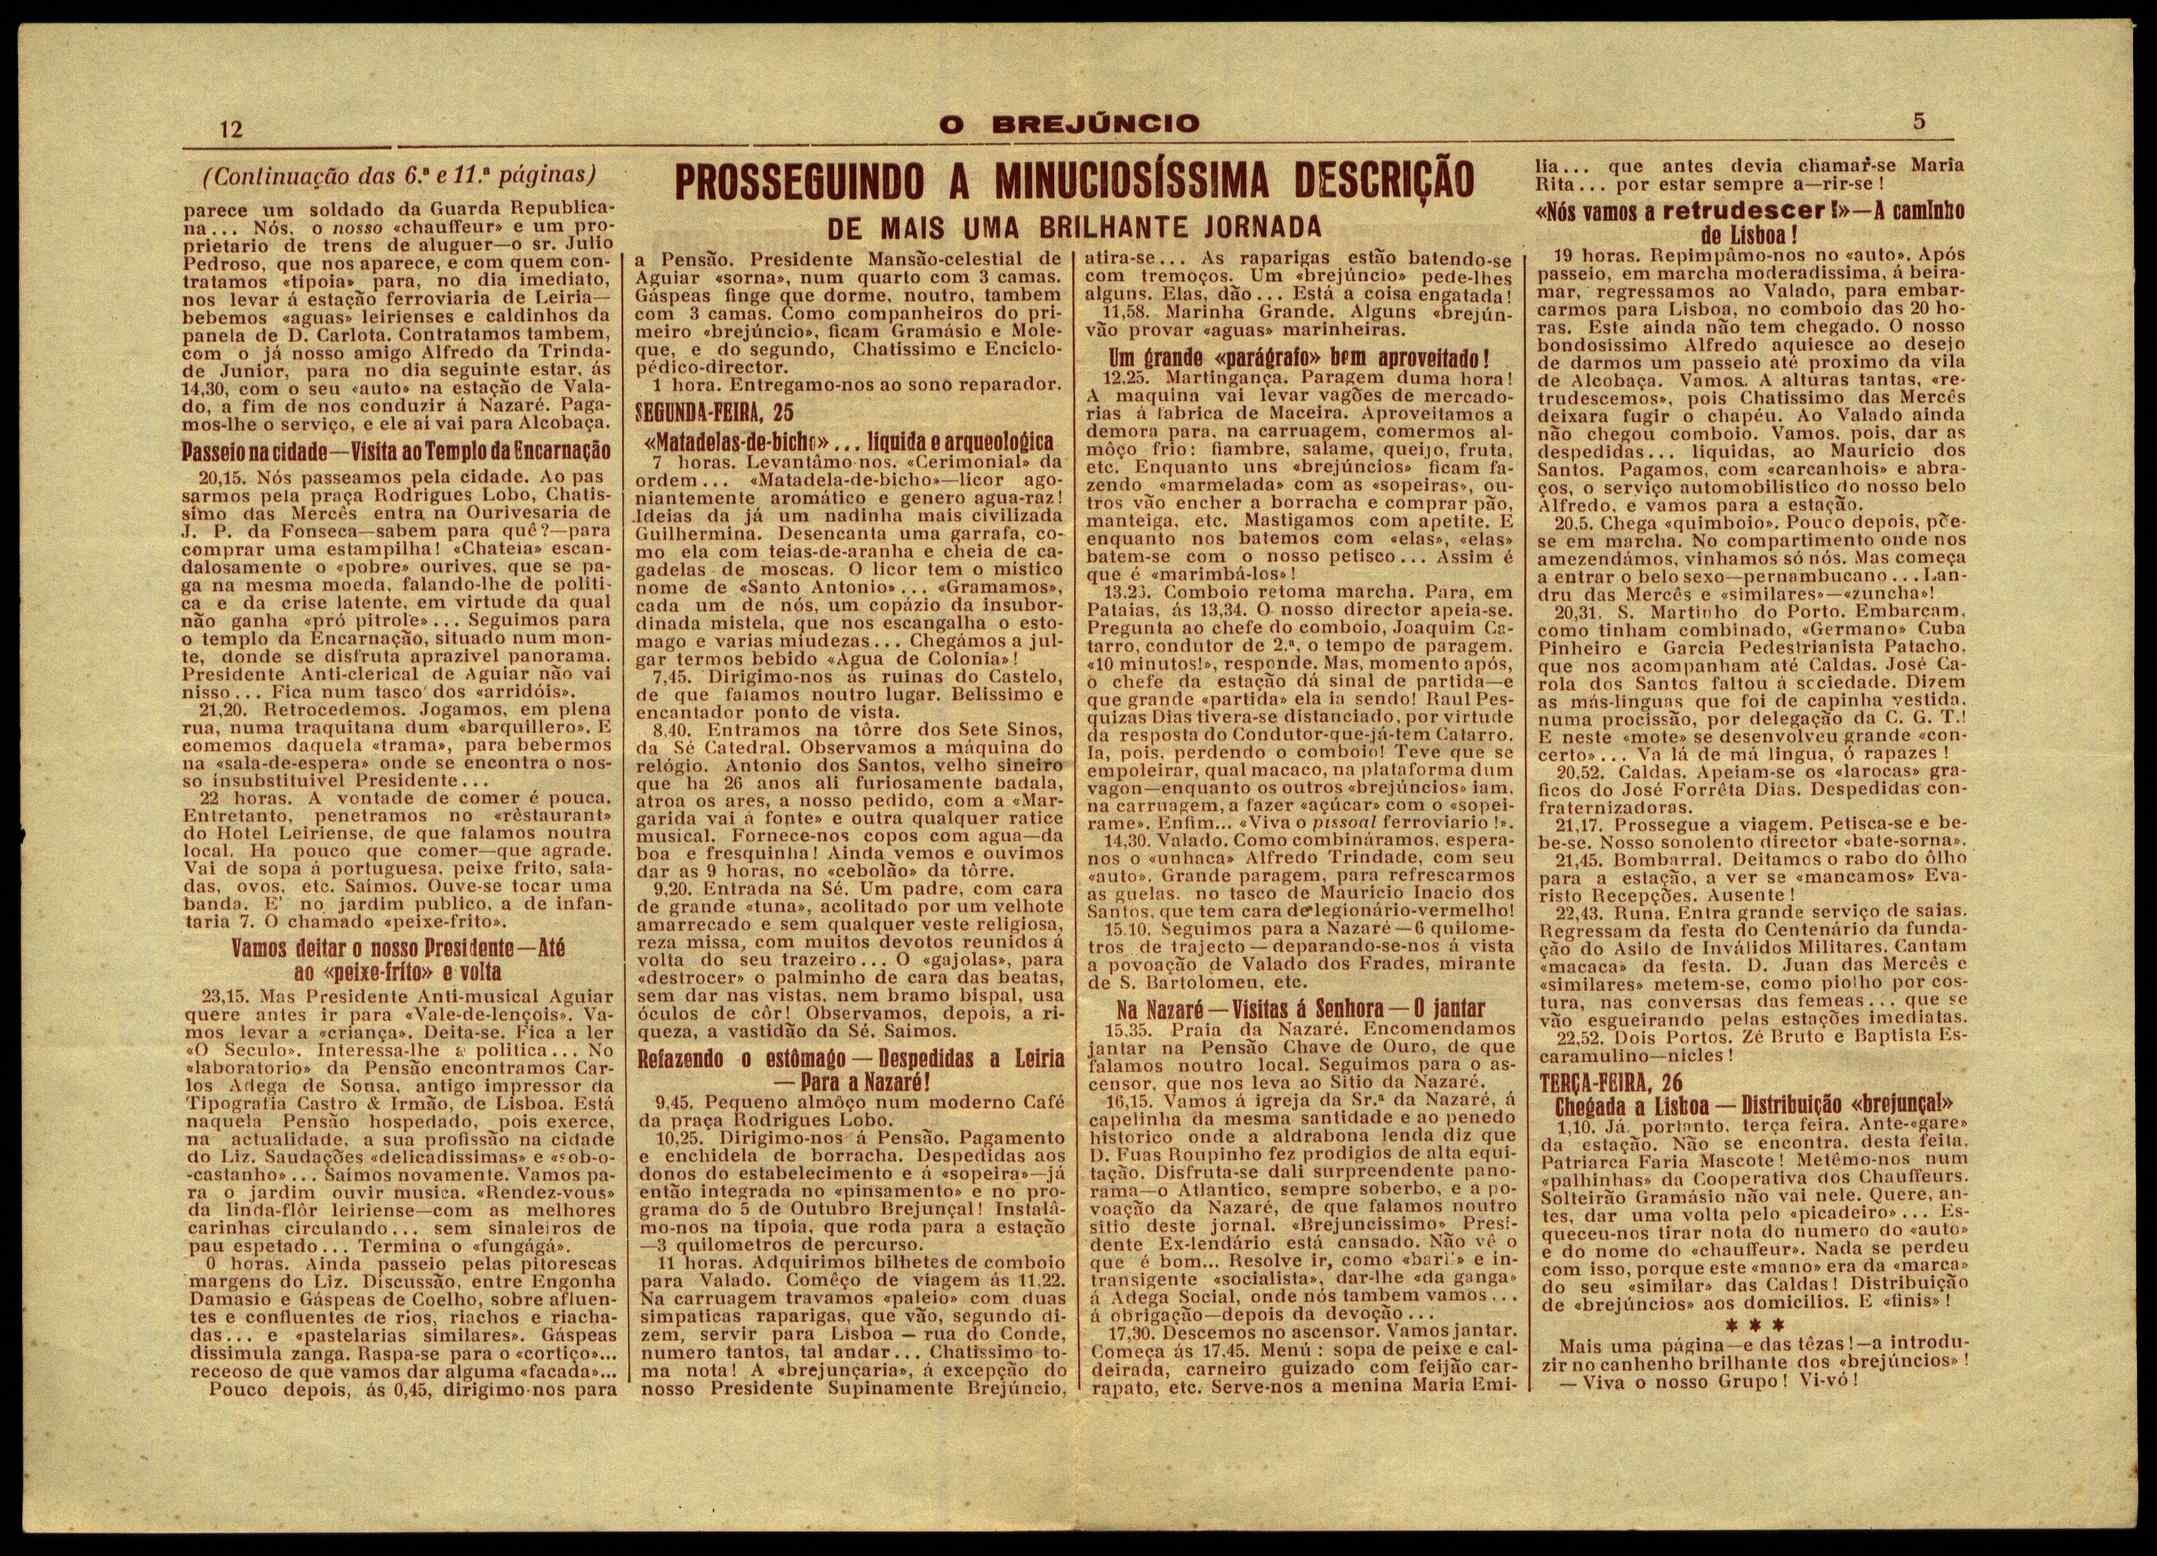 12
O BREJÚNCIO
5
(Continuação das 6.ª e 11.ª páginas)
parece um soldado da Guarda Republica-
na... Nós, o nosso «chauffeur» e um pro-
prietario de trens de aluguer—o sr. Julio
Pedroso, que nos aparece, e com quem con-
tratamos «tipoia» para, no dia imediato,
nos levar á estação ferroviaria de Leiria—
bebemos «aguas» leirienses e caldinhos da
panela de D. Carlota. Contratamos tambem,
com o já nosso amigo Alfredo da Trinda-
de Junior, para no dia seguinte estar, ás
14,30, com o seu «auto» na estação de Vala-
do, a fim de nos conduzir á Nazaré. Paga-
mos-lhe o serviço, e ele aí vai para Alcobaça.
Passeio na cidade—Visita ao Templo da Encarnação
20,15. Nós passeamos pela cidade. Ao pas
sarmos pela praça Rodrigues Lobo, Chatis-
simo das Mercês entra na Ourivesaria de
J. P. da Fonseca—sabem para quê?—para
comprar uma estampilha! «Chateia» escan-
dalosamente o «pobre» ourives, que se pa-
ga na mesma moeda, falando-lhe de politi-
ca e da crise latente, em virtude da qual
não ganha «pró pitrole»... Seguimos para
o templo da Encarnação, situado num mon-
te, donde se disfruta aprazivel panorama.
Presidente Anti-clerical de Aguiar não vai
nisso... Fica num tasco dos «arridóis».
21,20. Retrocedemos. Jogamos, em plena
rua, numa traquitana dum «barquillero». E
comemos daquela «trama», para bebermos
na «sala-de-espera» onde se encontra o nos-
so insubstituivel Presidente...
22 horas. A vontade de comer é pouca.
Entretanto, penetramos no «réstaurant»
do Hotel Leiriense, de que falamos noutra
local. Ha pouco que comer—que agrade.
Vai de sopa á portuguesa, peixe frito, sala-
das, ovos, etc. Saímos. Ouve-se tocar uma
banda. E' no jardim publico, a de infan-
taria 7. O chamado «peixe-frito».
Vamos deitar o nosso Presidente—Até
ao «peixe-frito» e volta
23,15. Mas Presidente Anti-musical Aguiar
quere antes ir para «Vale-de-lençois». Va-
mos levar a «criança». Deita-se. Fica a ler
«O Seculo». Interessa-lhe a politica... No
«laboratorio» da Pensão encontramos Car-
los Adega de Sousa, antigo impressor da
Tipografia Castro & Irmão, de Lisboa. Está
naquela Pensão hospedado, pois exerce,
na actualidade, a sua profissão na cidade
do Liz. Saudações «delicadissimas» e «sob-o-
-castanho»... Saímos novamente. Vamos pa-
ra o jardim ouvir musica. «Rendez-vous»
da linda-flôr leiriense—com as melhores
carinhas circulando... sem sinaleiros de
pau espetado... Termina o «fungágá».
0 horas. Ainda passeio pelas pitorescas
margens do Liz. Discussão, entre Engonha
Damasio e Gáspeas de Coelho, sobre afluen-
tes e confluentes de rios, riachos e riacha-
das... e «pastelarias similares». Gáspeas
dissimula zanga. Raspa-se para o «cortiço»...
receoso de que vamos dar alguma «facada»...
Pouco depois, ás 0,45, dirigimo-nos para
PROSSEGUINDO A MINUCIOSÍSSIMA DESCRIÇÃO
DE MAIS UMA BRILHANTE JORNADA
a Pensão. Presidente Mansão-celestial de
Aguiar «sorna», num quarto com 3 camas.
Gáspeas finge que dorme, noutro, tambem
com 3 camas. Como companheiros do pri-
meiro «brejúncio», ficam Gramásio e Mole-
que, e do segundo, Chatissimo e Enciclo-
pédico-director.
1 hora. Entregamo-nos ao sono reparador.
SEGUNDA-FEIRA, 25
«Matadelas-de-bicho»... liquida e arqueologica
7 horas. Levantâmo-nos. «Cerimonial» da
ordem... «Matadela-de-bicho»—licor ago-
niantemente aromático e genero agua-raz!
Ideias da já um nadinha mais civilizada
Guilhermina. Desencanta uma garrafa, co-
mo ela com teias-de-aranha e cheia de ca-
gadelas de moscas. O licor tem o místico
nome de «Santo Antonio»... «Gramamos»,
cada um de nós, um copázio da insubor-
dinada mistela, que nos escangalha o esto-
mago e varias miudezas... Chegámos a jul-
gar termos bebido «Agua de Colonia»!
7,45. Dirigimo-nos ás ruinas do Castelo,
de que falamos noutro lugar. Belissimo e
encantador ponto de vista.
8,40. Entramos na tôrre dos Sete Sinos,
da Sé Catedral. Observamos a máquina do
relógio. Antonio dos Santos, velho sineiro
que ha 26 anos ali furiosamente badala,
atroa os ares, a nosso pedido, com a «Mar-
garida vai á fonte» e outra qualquer ratice
musical. Fornece-nos copos com agua—da
boa e fresquinha! Ainda vemos e ouvimos
dar as 9 horas, no «cebolão» da tôrre.
9,20. Entrada na Sé. Um padre, com cara
de grande «tuna», acolitado por um velhote
amarrecado e sem qualquer veste religiosa,
reza missa, com muitos devotos reunidos á
volta do seu trazeiro... O «gajolas», para
«destrocer» o palminho de cara das beatas,
sem dar nas vistas, nem bramo bispal, usa
óculos de côr! Observamos, depois, a ri-
queza, a vastidão da Sé. Saímos.
Refazendo o estômago — Despedidas a Leiria
— Para a Nazaré!
9,45. Pequeno almôço num moderno Café
da praça Rodrigues Lobo.
10,25. Dirigimo-nos á Pensão. Pagamento
e enchidela de borracha. Despedidas aos
donos do estabelecimento e á «sopeira»—já
então integrada no «pinsamento» e no pro-
grama do 5 de Outubro Brejunçal! Instalâ-
mo-nos na tipoia, que roda para a estação
—3 quilometros de percurso.
11 horas. Adquirimos bilhetes de comboio
para Valado. Comêço de viagem ás 11,22.
Na carruagem travamos «paleio» com duas
simpaticas raparigas, que vão, segundo di-
zem, servir para Lisboa — rua do Conde,
numero tantos, tal andar... Chatissimo to-
ma nota! A «brejunçaria», á excepção do
nosso Presidente Supinamente Brejúncio,
atira-se... As raparigas estão batendo-se
com tremoços. Um «brejúncio» pede-lhes
alguns. Elas, dão... Está a coisa engatada!
11,58. Marinha Grande. Alguns «brejún-
vão provar «aguas» marinheiras.
Um grande «parágrafo» bem aproveitado!
12.25. Martingança. Paragem duma hora!
A maquina vai levar vagões de mercado-
rias á fabrica de Maceira. Aproveitamos a
demora para, na carruagem, comermos al-
môço frio: fiambre, salame, queijo, fruta,
etc. Enquanto uns «brejúncios» ficam fa-
zendo «marmelada» com as «sopeiras», ou-
tros vão encher a borracha e comprar pão,
manteiga, etc. Mastigamos com apetite. E
enquanto nos batemos com «elas», «elas»
batem-se com o nosso petisco... Assim é
que é «marimbá-los»!
13.25. Comboio retoma marcha. Pára, em
Pataias, ás 13,34. O nosso director apeia-se.
Pregunta ao chefe do comboio, Joaquim Ca-
tarro, condutor de 2.ª, o tempo de paragem.
«10 minutos!», responde. Mas, momento após,
o chefe da estação dá sinal de partida—e
que grande «partida» ela ia sendo! Raul Pes-
quizas Dias tivera-se distanciado, por virtude
da resposta do Condutor-que-já-tem Catarro.
Ia, pois, perdendo o comboio! Teve que se
empoleirar, qual macaco, na plataforma dum
vagon—enquanto os outros «brejúncios» iam,
na carruagem, a fazer «açúcar» com o «sopei-
rame». Enfim... «Viva o pissoal ferroviario!».
14,30. Valado. Como combináramos, espera-
nos o «unhaca» Alfredo Trindade, com seu
«auto». Grande paragem, para refrescarmos
as guelas, no tasco de Mauricio Inacio dos
Santos, que tem cara de legionário-vermelho!
15.10. Seguimos para a Nazaré—6 quilome-
tros de trajecto — deparando-se-nos á vista
a povoação de Valado dos Frades, mirante
de S. Bartolomeu, etc.
Na Nazaré — Visitas á Senhora — O jantar
15.35. Praia da Nazaré. Encomendamos
jantar na Pensão Chave de Ouro, de que
falamos noutro local. Seguimos para o as-
censor, que nos leva ao Sitio da Nazaré.
16,15. Vamos á igreja da Sr.ª da Nazaré, á
capelinha da mesma santidade e ao penedo
historico onde a aldrabona lenda diz que
D. Fuas Roupinho fez prodigios de alta equi-
tação. Disfruta-se dali surpreendente pano-
rama—o Atlantico, sempre soberbo, e a po-
voação da Nazaré, de que falamos noutro
sitio deste jornal. «Brejuncissimo» Presi-
dente Ex-lendário está cansado. Não vê o
que é bom... Resolve ir, como e in-
transigente «socialista», dar-lhe «da ganga»
á Adega Social, onde nós tambem vamos...
á obrigação—depois da devoção...
17,30. Descemos no ascensor. Vamos jantar.
Começa ás 17.45. Menú: sopa de peixe e cal-
deirada, carneiro guizado com feijão car-
rapato, etc. Serve-nos a menina Maria Emi-
lia... que antes devia chamar-se Maria
Rita... por estar sempre a—rir-se!
«Nós vamos a retrudescer!»—A caminho
de Lisboa!
19 horas. Repimpâmo-nos no «auto». Após
passeio, em marcha moderadissima, á beira-
mar, regressamos ao Valado, para embar-
carmos para Lisboa, no comboio das 20 ho-
ras. Este ainda não tem chegado. O nosso
bondosissimo Alfredo aquiesce ao desejo
de darmos um passeio até proximo da vila
de Alcobaça. Vamos. A alturas tantas, «re-
trudescemos», pois Chatissimo das Mercês
deixara fugir o chapéu. Ao Valado ainda
não chegou comboio. Vamos, pois, dar as
despedidas... liquidas, ao Mauricio dos
Santos. Pagamos, com «carcanhois» e abra-
ços, o serviço automobilistico do nosso belo
Alfredo, e vamos para a estação.
20.5. Chega «quimboio». Pouco depois, põe-
se em marcha. No compartimento onde nos
amezendámos, vinhamos só nós. Mas começa
a entrar o belo sexo—pernambucano... Lan-
dru das Mercês e «similares»—«zuncha»!
20,31. S. Martinho do Porto. Embarcam,
como tinham combinado, «Germano» Cuba
Pinheiro e Garcia Pedestrianista Patacho,
que nos acompanham até Caldas. José Ca-
rola dos Santos faltou á sociedade. Dizem
as más-linguas que foi de capinha vestida,
numa procissão, por delegação da C. G. T.!
E neste «mote» se desenvolveu grande «con-
certo»... Va lá de má lingua, ó rapazes!
20,52. Caldas. Apeiam-se os «larocas» gra-
ficos do José Forrêta Dias. Despedidas con-
fraternizadoras.
21,17. Prossegue a viagem. Petisca-se e be-
be-se. Nosso sonolento director «bate-sorna».
21,45. Bombarral. Deitamos o rabo do ôlho
para a estação, a ver se «mancamos» Eva-
risto Recepções. Ausente!
22,43. Runa. Entra grande serviço de saias.
Regressam da festa do Centenário da funda-
ção do Asilo de Inválidos Militares. Cantam
«macaca» da festa. D. Juan das Mercês e
«similares» metem-se, como piolho por cos-
tura, nas conversas das femeas... que se
vão esgueirando pelas estações imediatas.
22,52. Dois Portos. Zé Bruto e Baptista Es-
caramulino—nicles!
TERÇA-FEIRA, 26
Chegada a Lisboa — Distribuição «brejunçal»
1,10. Já, portanto, terça feira. Ante-«gare»
da estação. Não se encontra, desta feita,
Patriarca Faria Mascote! Metêmo-nos num
«palhinhas» da Cooperativa dos Chauffeurs.
Solteirão Gramásio não vai nele. Quere, an-
tes, dar uma volta pelo «picadeiro»... Es-
queceu-nos tirar nota do numero do «auto»
e do nome do «chauffeur». Nada se perdeu
com isso, porque este «mano» era da «marca»
do seu «similar» das Caldas! Distribuição
de «brejúncios» aos domicilios. E «finis»!
* * *
Mais uma página—e das têzas!—a introdu-
zir no canhenho brilhante dos «brejúncios»!
— Viva o nosso Grupo! Vi-vó!